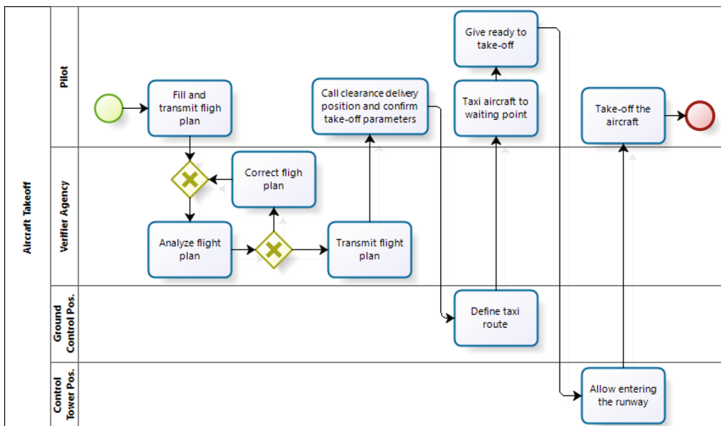 Aircraft Takeoff
Pilot
Fill and
transmit fligh
plan
Call clearance delivery
position and confirm
take-off parameters
Give ready to
take-off
Taxi aircraft to
waiting point
Take-off the
aircraft
Verifier Agency
Correct fligh
plan
Analyze flight
plan
Transmit flight
plan
Ground
Control Pos.
Define taxi
route
Control
Tower Pos.
Allow entering
the runway